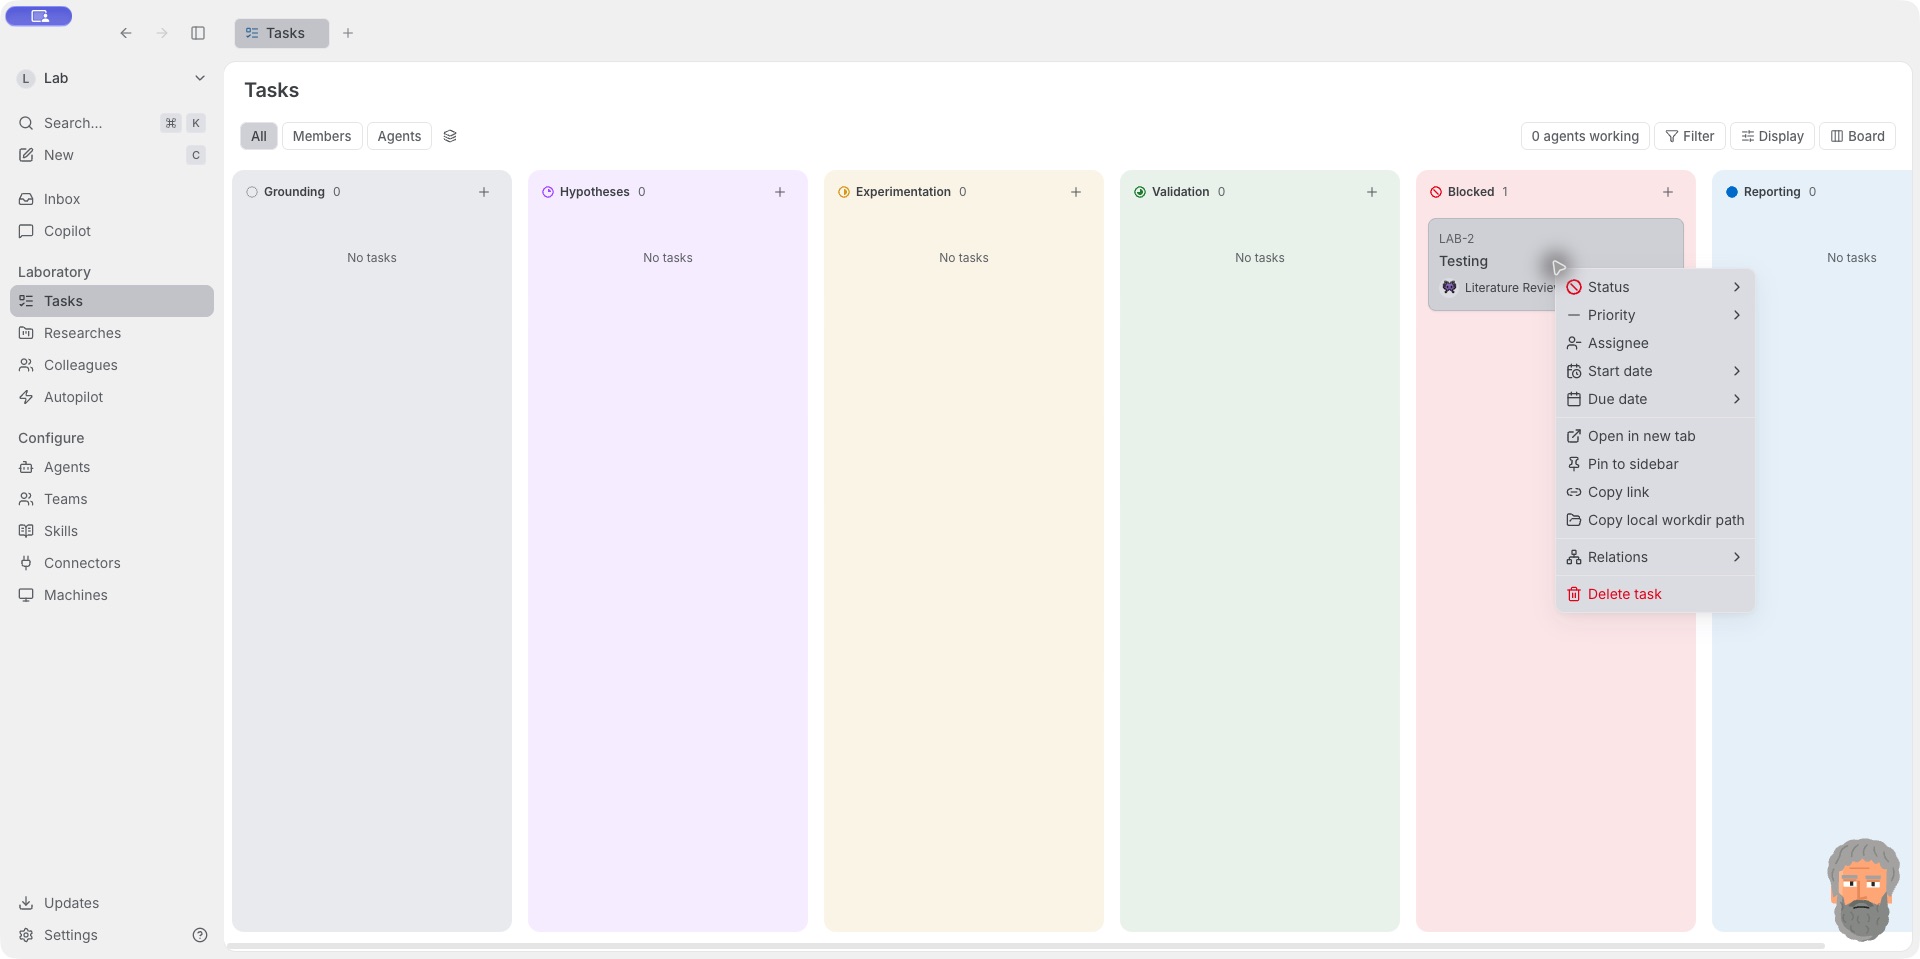 Tasks
L Lab
Search... ⌘ K
New C
Inbox
Copilot
Laboratory
Tasks
Researches
Colleagues
Autopilot
Configure
Agents
Teams
Skills
Connectors
Machines
Updates
Settings
Tasks
All Members Agents
0 agents working Filter Display Board
Grounding 0
No tasks
Hypotheses 0
No tasks
Experimentation 0
No tasks
Validation 0
No tasks
Blocked 1
LAB-2
Testing
Literature
Reporting 0
No tasks
Status
Priority
Assignee
Start date
Due date
Open in new tab
Pin to sidebar
Copy link
Copy local workdir path
Relations
Delete task